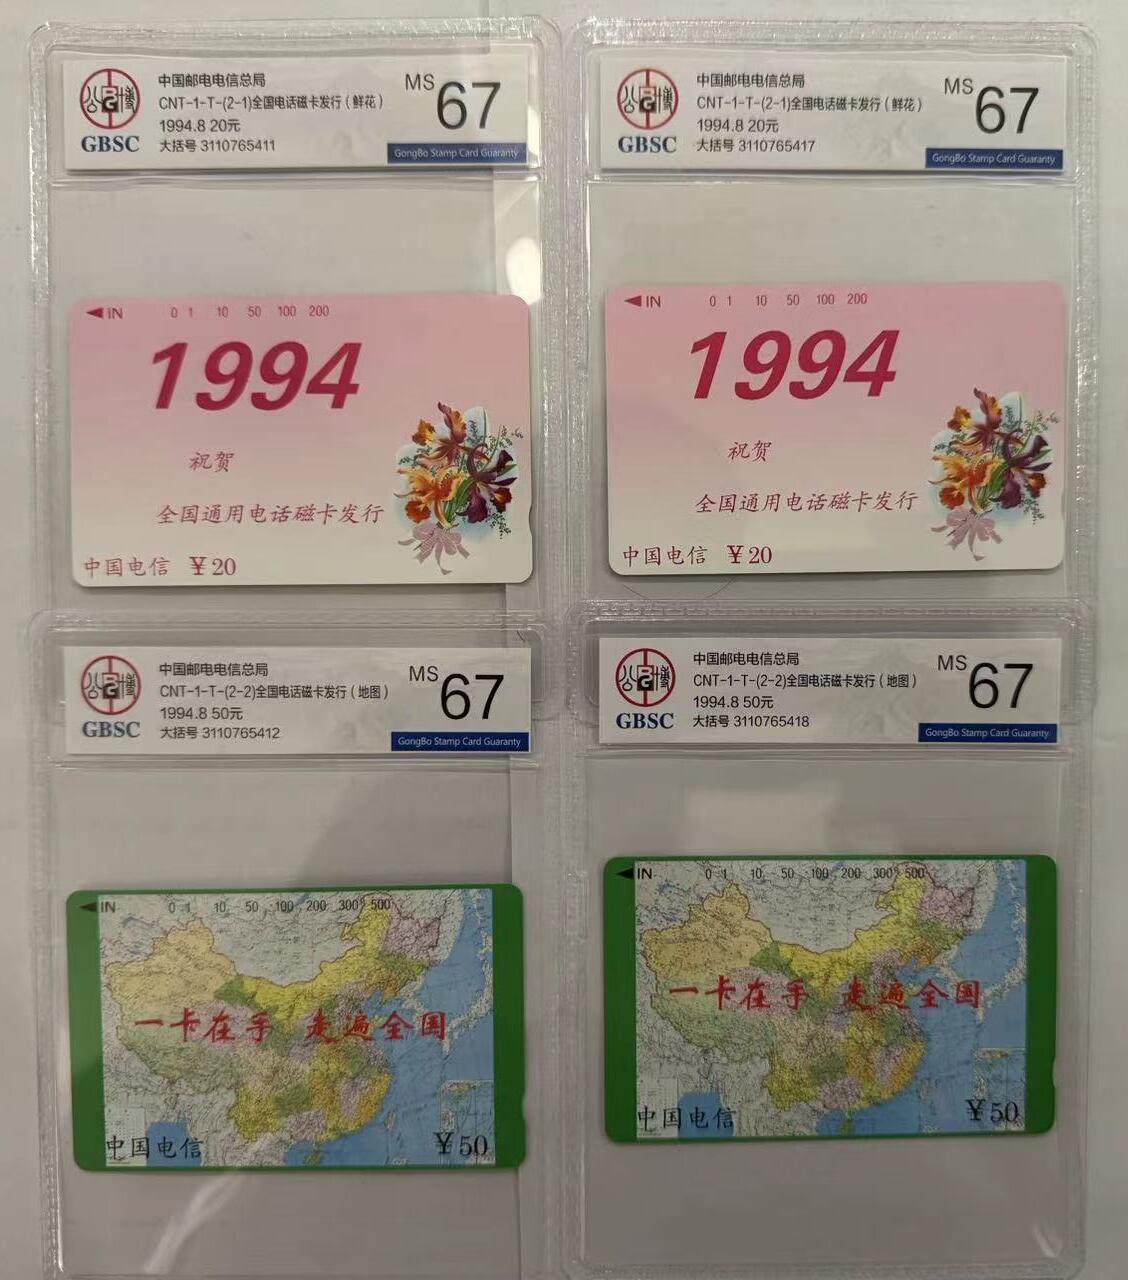 GBSC
中国邮电电信总局
CNT-1-T-(2-1)全国电话磁卡发行(鲜花)
1994.8 20元
大括号 3110765411
MS 67
GongBo Stamp Card Guaranty
IN 0 1 10 50 100 200
1994
祝贺
全国通用电话磁卡发行
中国电信 ¥20
GBSC
中国邮电电信总局
CNT-1-T-(2-1)全国电话磁卡发行(鲜花)
1994.8 20元
大括号 3110765417
MS 67
GongBo Stamp Card Guaranty
IN 0 1 10 50 100 200
1994
祝贺
全国通用电话磁卡发行
中国电信 ¥20
GBSC
中国邮电电信总局
CNT-1-T-(2-2)全国电话磁卡发行(地图)
1994.8 50元
大括号 3110765412
MS 67
GongBo Stamp Card Guaranty
IN 0 1 10 50 100 200 300 500
一卡在手 走遍全国
中国电信 ¥50
GBSC
中国邮电电信总局
CNT-1-T-(2-2)全国电话磁卡发行(地图)
1994.8 50元
大括号 3110765418
MS 67
GongBo Stamp Card Guaranty
IN 0 1 10 50 100 200 300 500
一卡在手 走遍全国
中国电信 ¥50